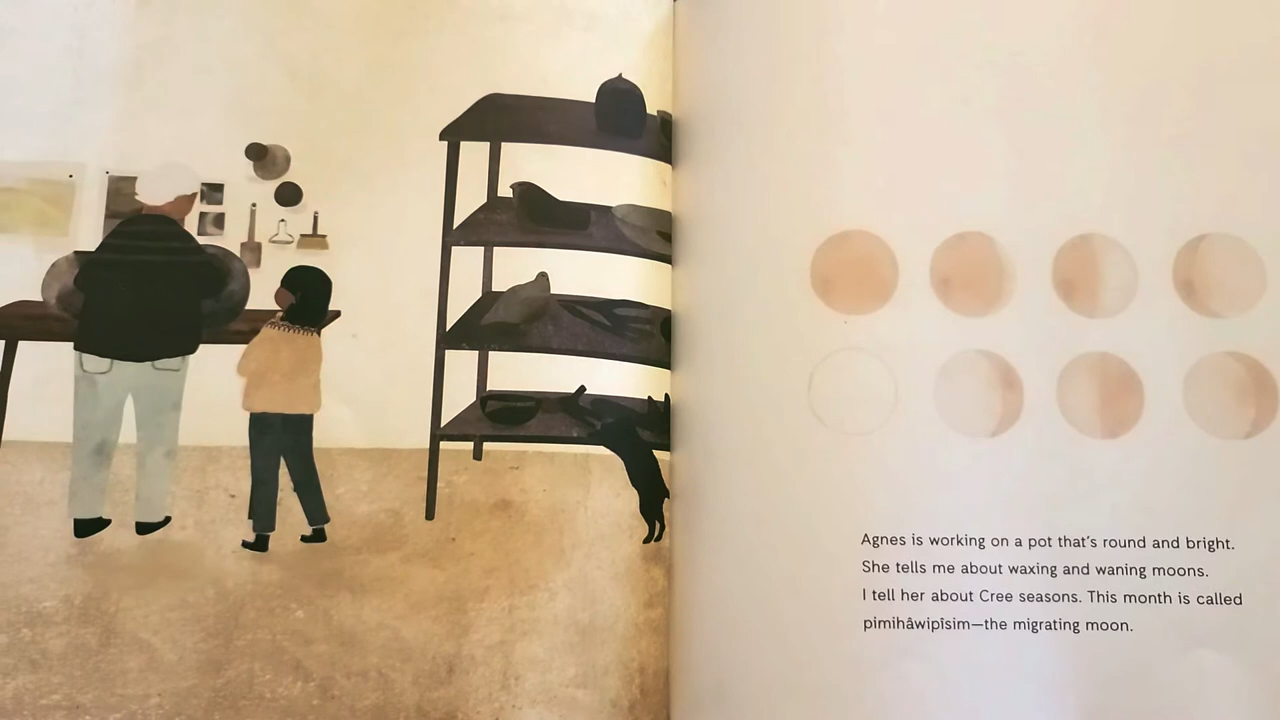 Agnes is working on a pot that's round and bright.
She tells me about waxing and waning moons.
I tell her about Cree seasons. This month is called
pimihâwipîsim—the migrating moon.